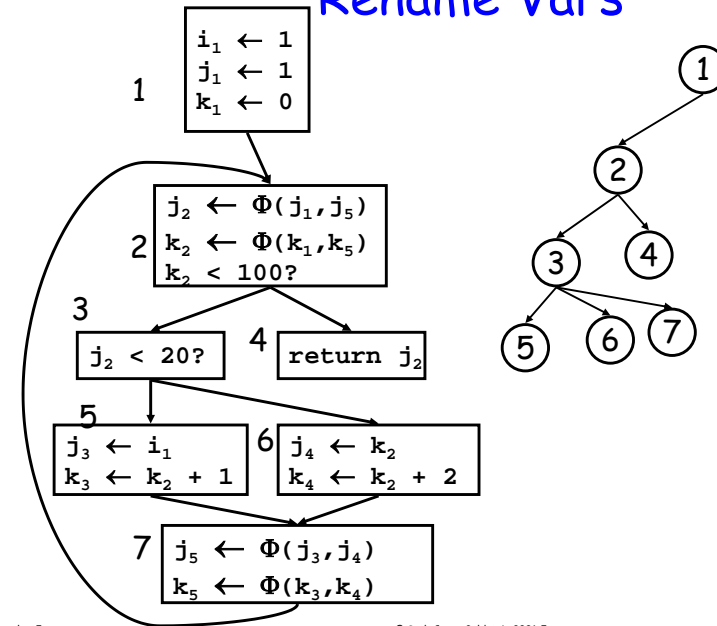 Rename Vars
1
i₁ ← 1
j₁ ← 1
k₁ ← 0
2
j₂ ← Φ(j₁,j₅)
k₂ ← Φ(k₁,k₅)
k₂ < 100?
3
j₂ < 20?
4
return j₂
5
j₃ ← i₁
k₃ ← k₂ + 1
6
j₄ ← k₂
k₄ ← k₂ + 2
7
j₅ ← Φ(j₃,j₄)
k₅ ← Φ(k₃,k₄)
1
2
3
4
5
6
7